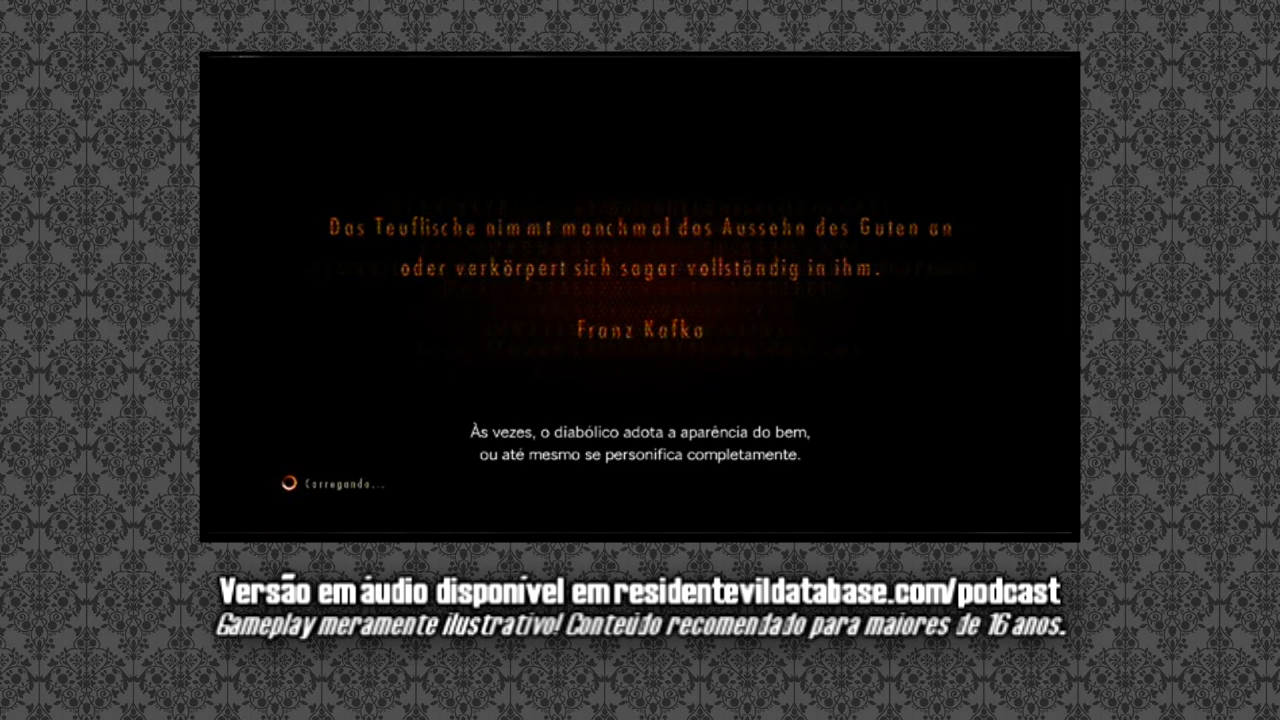 Das Teuflische nimmt manchmal das Aussehn des Guten an
oder verkörpert sich sogar vollständig in ihm.
Franz Kafka
Às vezes, o diabólico adota a aparência do bem,
ou até mesmo se personifica completamente.
Carregando...
Versão em áudio disponível em residentevildatabase.com/podcast
Gameplay meramente ilustrativo! Conteúdo recomendado para maiores de 16 anos.